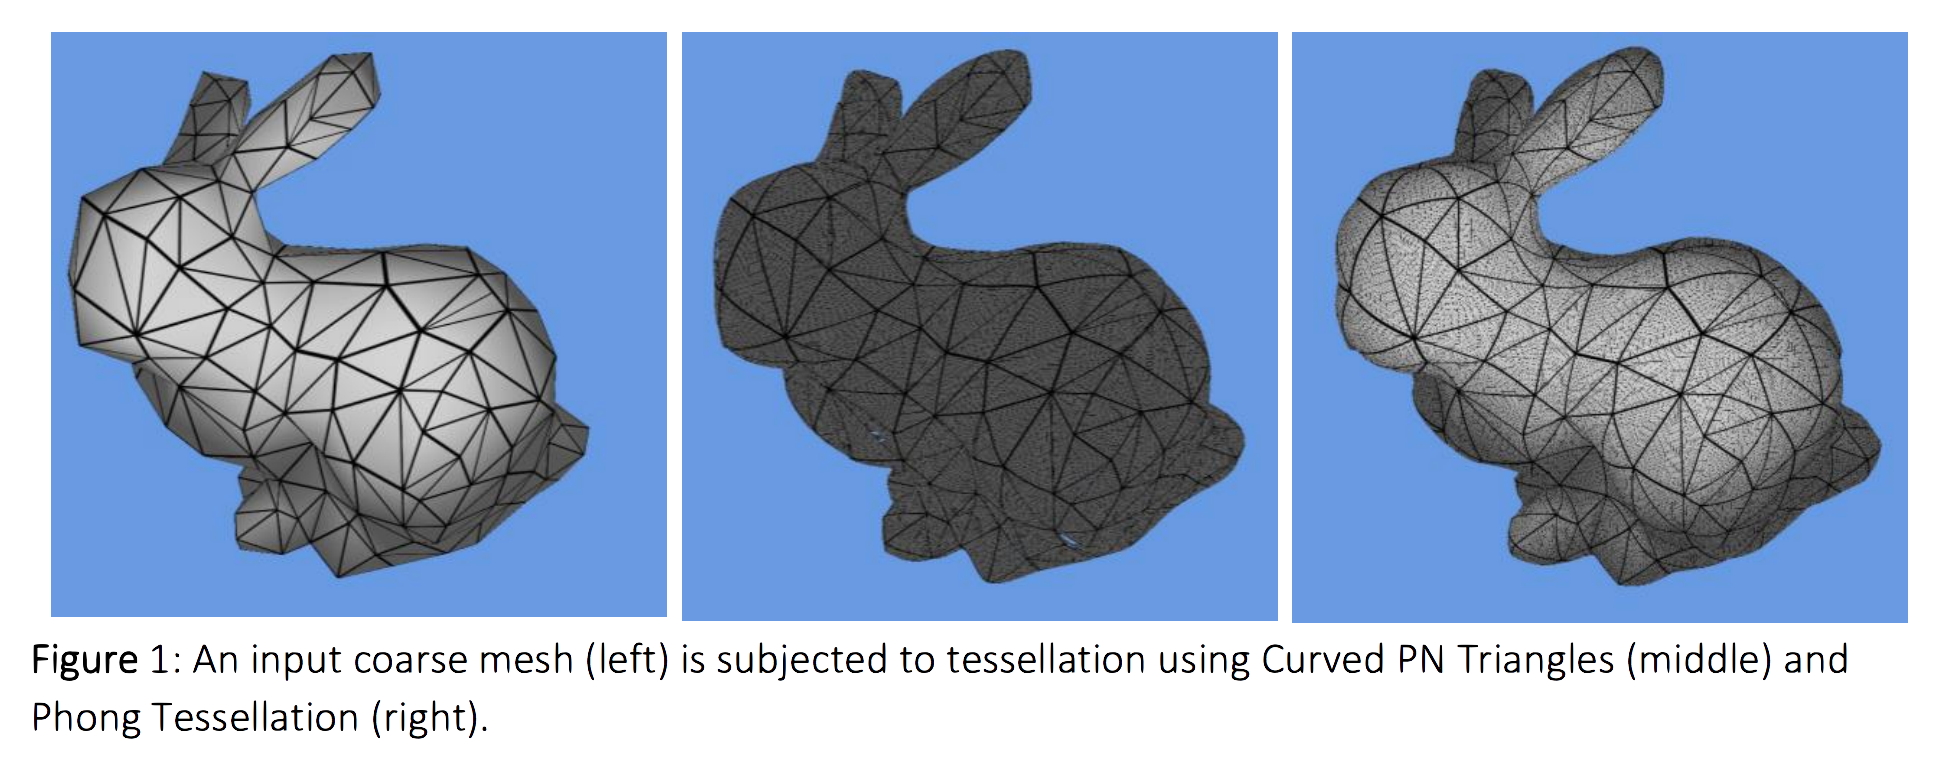 Figure 1: An input coarse mesh (left) is subjected to tessellation using Curved PN Triangles (middle) and
Phong Tessellation (right).